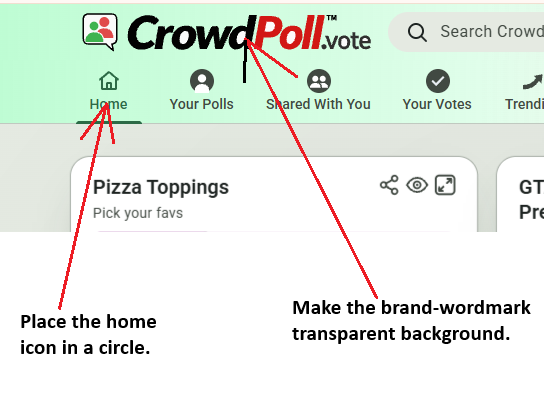 CrowdPoll.vote™
Search Crowd
Home
Your Polls
Shared With You
Your Votes
Trendi
Pizza Toppings
GT
Pick your favs
Pre
Place the home
icon in a circle.
Make the brand-wordmark
transparent background.